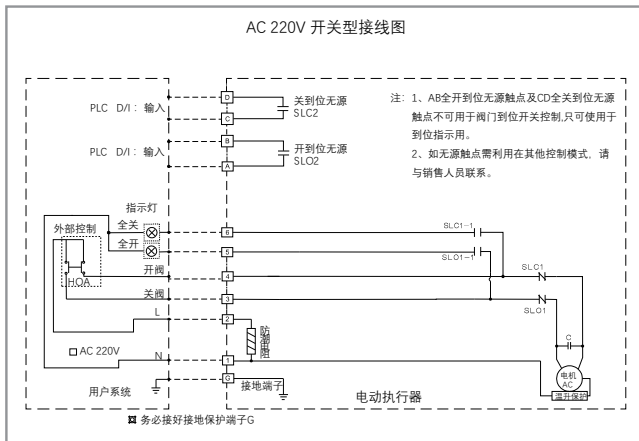 AC 220V 开关型接线图
PLC D/I：输入
D
C
关到位无源
SLC2
PLC D/I：输入
B
A
开到位无源
SLO2
注：1、AB全开到位无源触点及CD全关到位无源
触点不可用于阀门到位开关控制,只可使用于
到位指示用。
2、如无源触点需利用在其他控制模式，请
与销售人员联系。
指示灯
外部控制
全关
6
SLC1-1
全开
5
SLO1-1
HOA
开阀
4
SLC1
关阀
3
SLO1
L
2
防潮电阻
C
AC 220V
N
1
电机
AC
温升保护
用户系统
G
接地端子
电动执行器
务必接好接地保护端子G